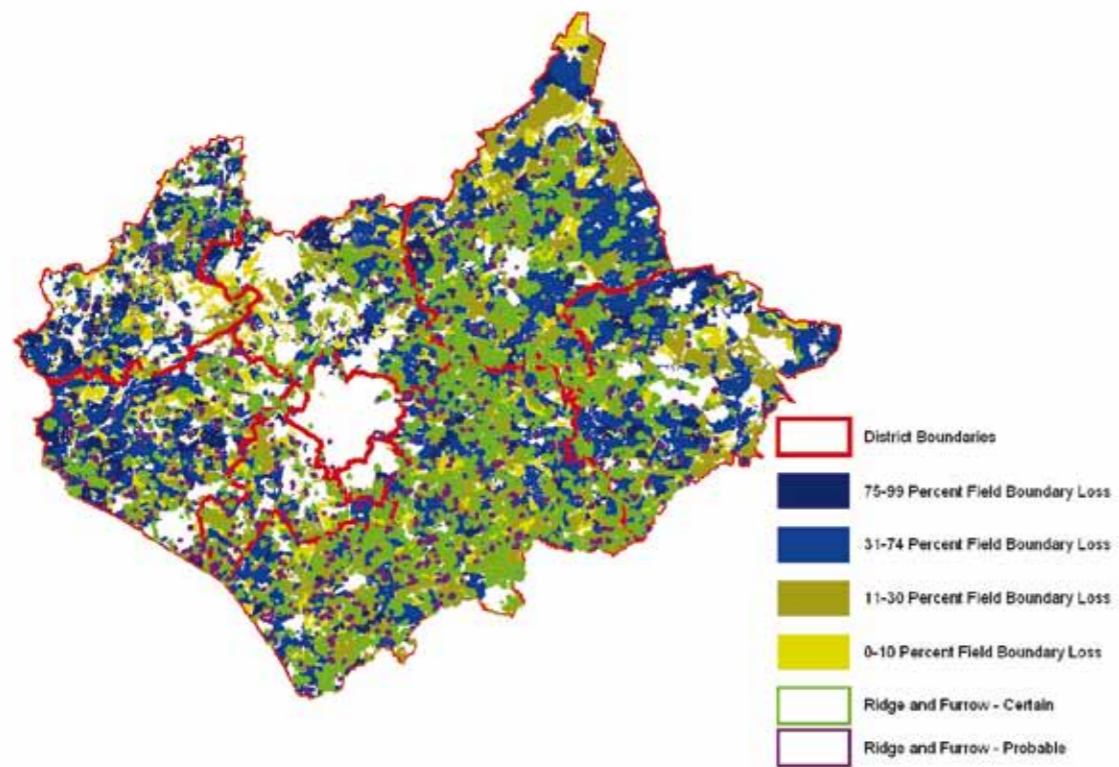 District Boundaries
75-99 Percent Field Boundary Loss
31-74 Percent Field Boundary Loss
11-30 Percent Field Boundary Loss
0-10 Percent Field Boundary Loss
Ridge and Furrow - Certain
Ridge and Furrow - Probable